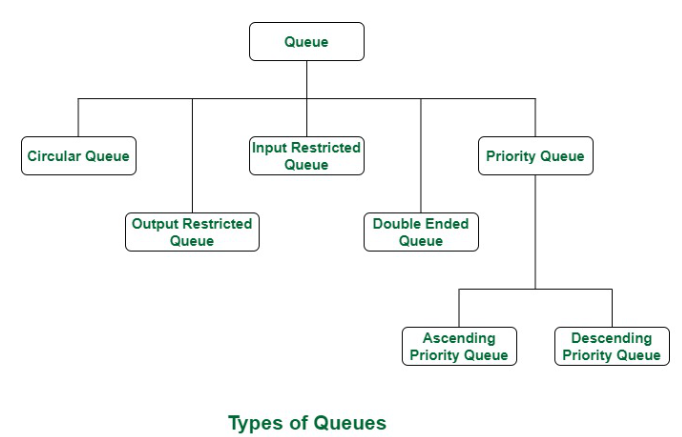 Queue
Circular Queue
Input Restricted
Queue
Priority Queue
Output Restricted
Queue
Double Ended
Queue
Ascending
Priority Queue
Descending
Priority Queue
Types of Queues